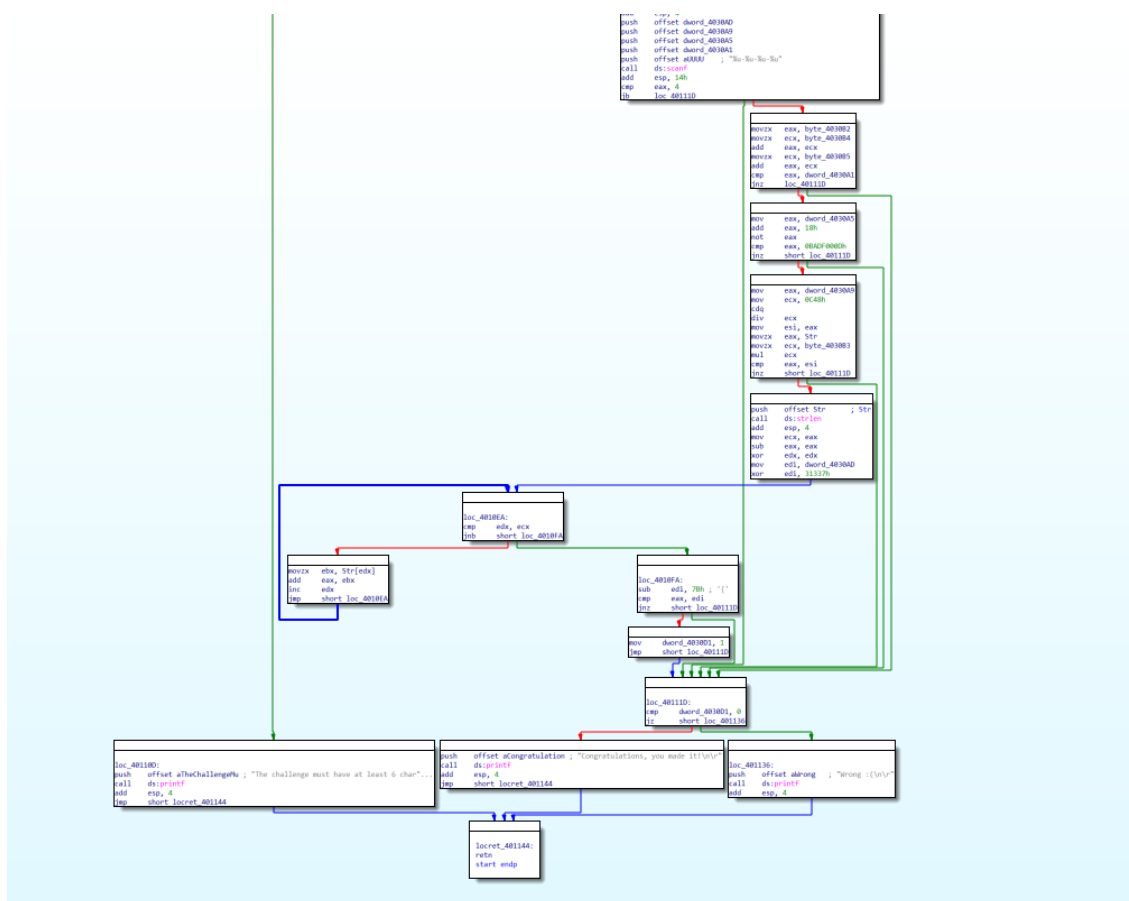 add esp, 4
push offset dword_4030AD
push offset dword_4030A9
push offset dword_4030A5
push offset dword_4030A1
push offset aUUUU ; "%u-%u-%u-%u"
call ds:scanf
add esp, 14h
cmp eax, 4
jb loc_40111D
movzx eax, byte_4030B2
movzx ecx, byte_4030B4
add eax, ecx
movzx ecx, byte_4030B5
add eax, ecx
cmp eax, dword_4030A1
jnz loc_40111D
mov eax, dword_4030A5
add eax, 18h
not eax
cmp eax, 0BADF000Dh
jnz short loc_40111D
mov eax, dword_4030A9
mov ecx, 0C48h
cdq
div ecx
mov esi, eax
movzx eax, Str
movzx ecx, byte_4030B3
mul ecx
cmp eax, esi
jnz short loc_40111D
push offset Str ; Str
call ds:strlen
add esp, 4
mov ecx, eax
sub eax, eax
xor edx, edx
mov edi, dword_4030AD
xor edi, 31337h
loc_4010EA:
cmp edx, ecx
jnb short loc_4010FA
movzx ebx, Str[edx]
add eax, ebx
inc edx
jmp short loc_4010EA
loc_4010FA:
sub edi, 7Bh ; '{'
cmp eax, edi
jnz short loc_40111D
mov dword_4030D1, 1
jmp short loc_40111D
loc_40111D:
cmp dword_4030D1, 0
jz short loc_401136
loc_40110D:
push offset aTheChallengeMu ; "The challenge must have at least 6 char"...
call ds:printf
add esp, 4
jmp short locret_401144
push offset aCongratulation ; "Congratulations, you made it!\n\r"
call ds:printf
add esp, 4
jmp short locret_401144
loc_401136:
push offset aWrong ; "Wrong :(\n\r"
call ds:printf
add esp, 4
locret_401144:
retn
start endp